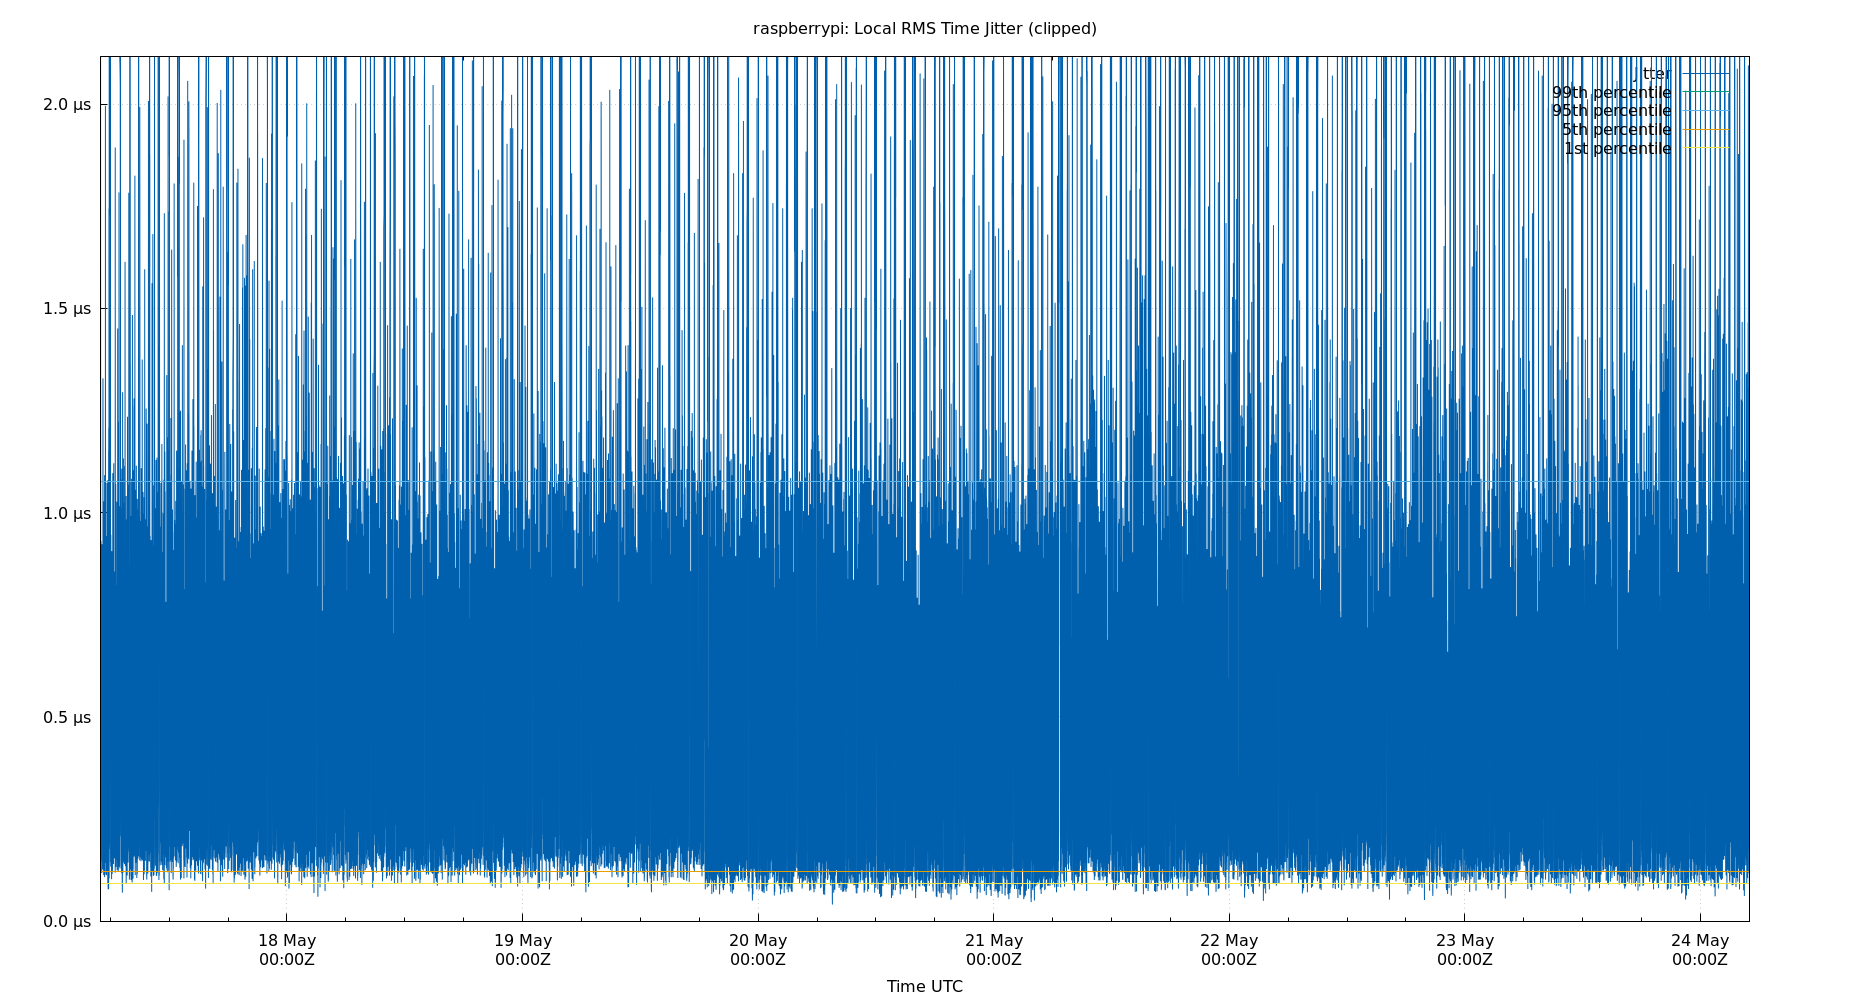 raspberrypi: Local RMS Time Jitter (clipped)
Jitter
99th percentile
95th percentile
5th percentile
1st percentile
2.0 µs
1.5 µs
1.0 µs
0.5 µs
0.0 µs
18 May 19 May 20 May 21 May 22 May 23 May 24 May
00:00Z 00:00Z 00:00Z 00:00Z 00:00Z 00:00Z 00:00Z
Time UTC